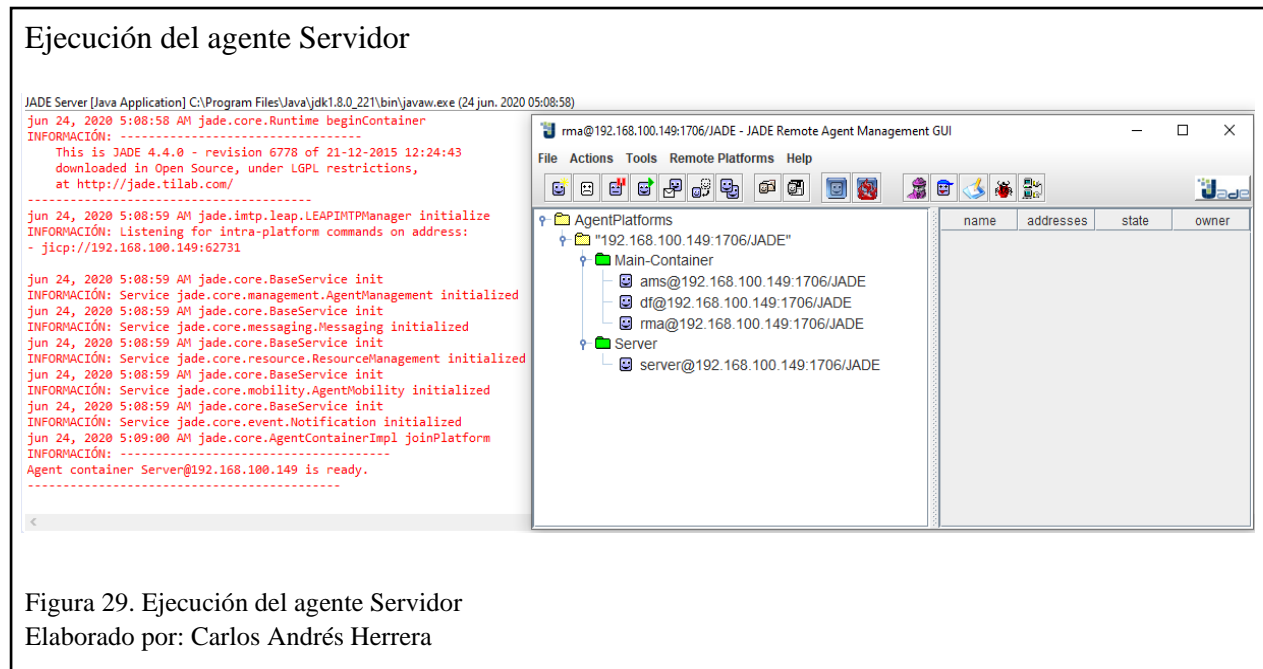 Ejecución del agente Servidor
JADE Server [Java Application] C:\Program Files\Java\jdk1.8.0_221\bin\javaw.exe (24 jun. 2020 05:08:58)
jun 24, 2020 5:08:58 AM jade.core.Runtime beginContainer
INFORMACIÓN: ----------------------------------
This is JADE 4.4.0 - revision 6778 of 21-12-2015 12:24:43
downloaded in Open Source, under LGPL restrictions,
at http://jade.tilab.com/
----------------------------------------
jun 24, 2020 5:08:59 AM jade.imtp.leap.LEAPIMTPManager initialize
INFORMACIÓN: Listening for intra-platform commands on address:
- jicp://192.168.100.149:62731
jun 24, 2020 5:08:59 AM jade.core.BaseService init
INFORMACIÓN: Service jade.core.management.AgentManagement initialized
jun 24, 2020 5:08:59 AM jade.core.BaseService init
INFORMACIÓN: Service jade.core.messaging.Messaging initialized
jun 24, 2020 5:08:59 AM jade.core.BaseService init
INFORMACIÓN: Service jade.core.resource.ResourceManagement initialized
jun 24, 2020 5:08:59 AM jade.core.BaseService init
INFORMACIÓN: Service jade.core.mobility.AgentMobility initialized
jun 24, 2020 5:08:59 AM jade.core.BaseService init
INFORMACIÓN: Service jade.core.event.Notification initialized
jun 24, 2020 5:09:00 AM jade.core.AgentContainerImpl joinPlatform
INFORMACIÓN: --------------------------------------
Agent container Server@192.168.100.149 is ready.
--------------------------------------------
rma@192.168.100.149:1706/JADE - JADE Remote Agent Management GUI
File Actions Tools Remote Platforms Help
Jade
AgentPlatforms
"192.168.100.149:1706/JADE"
Main-Container
ams@192.168.100.149:1706/JADE
df@192.168.100.149:1706/JADE
rma@192.168.100.149:1706/JADE
Server
server@192.168.100.149:1706/JADE
name addresses state owner
Figura 29. Ejecución del agente Servidor
Elaborado por: Carlos Andrés Herrera